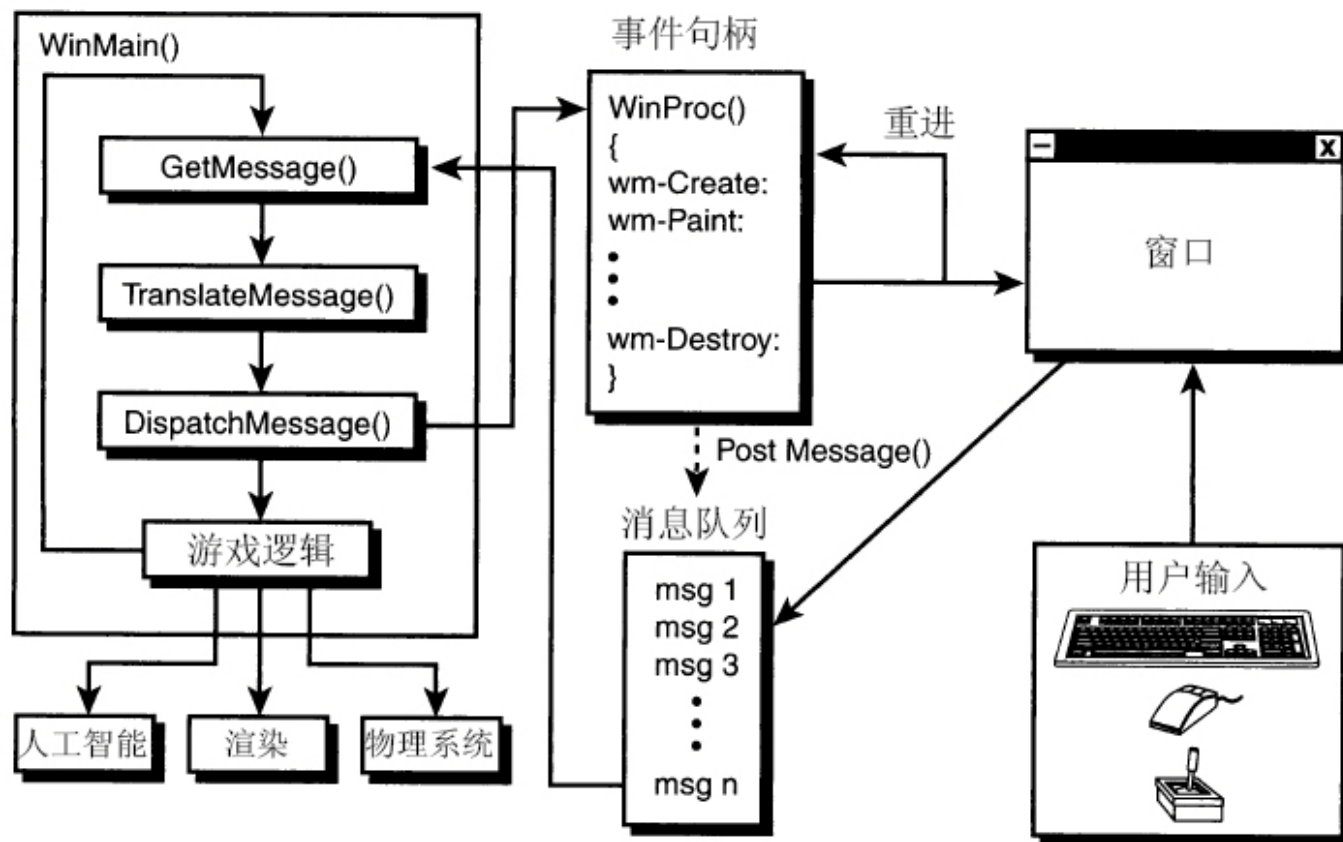 WinMain()
GetMessage()
TranslateMessage()
DispatchMessage()
游戏逻辑
人工智能
渲染
物理系统
事件句柄
WinProc()
{
wm-Create:
wm-Paint:
wm-Destroy:
}
重进
Post Message()
消息队列
msg 1
msg 2
msg 3
msg n
窗口
用户输入